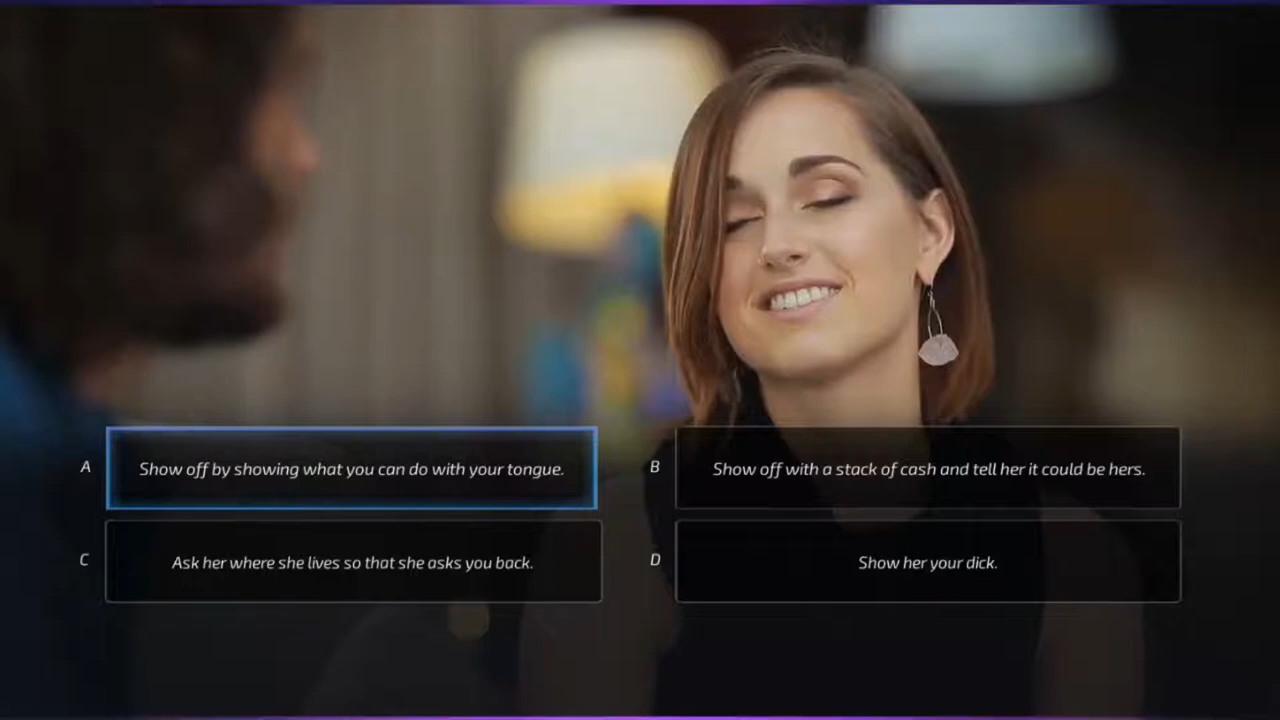 A
Show off by showing what you can do with your tongue.
B
Show off with a stack of cash and tell her it could be hers.
C
Ask her where she lives so that she asks you back.
D
Show her your dick.